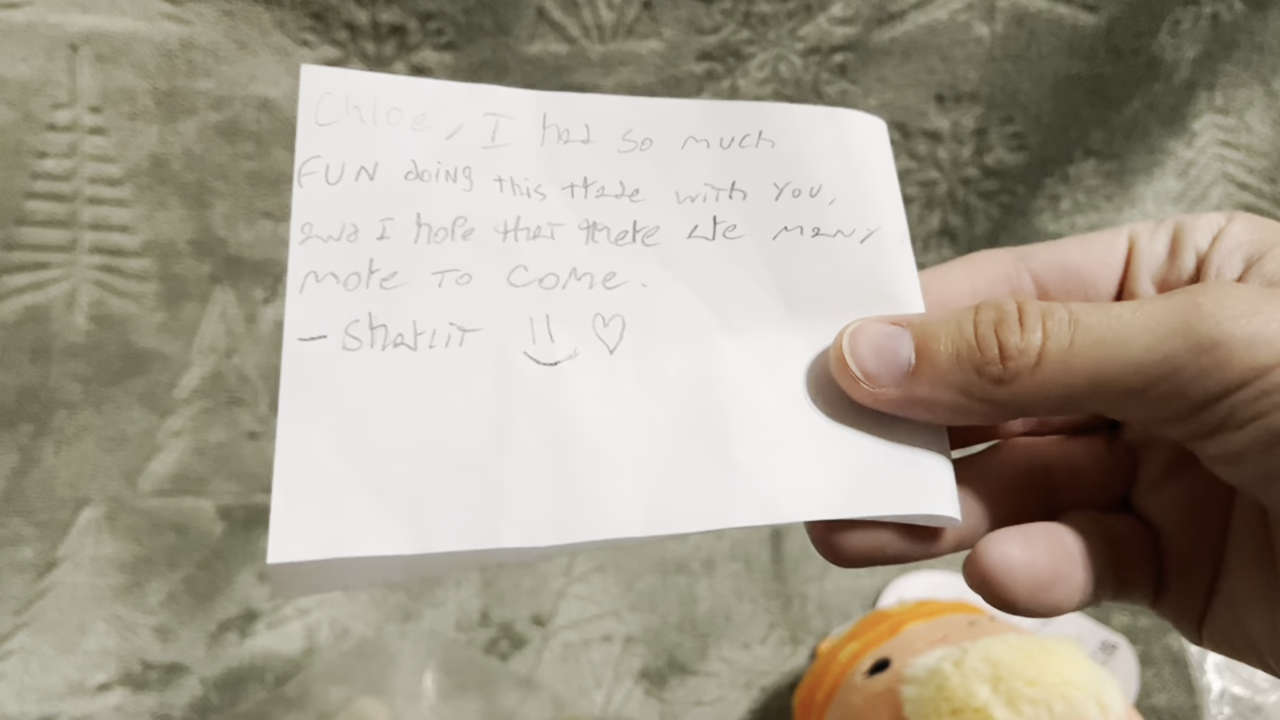 Chloe, I had so much
FUN doing this trade with YOU,
and I hope that there are many
more TO COME.
- Sharlit